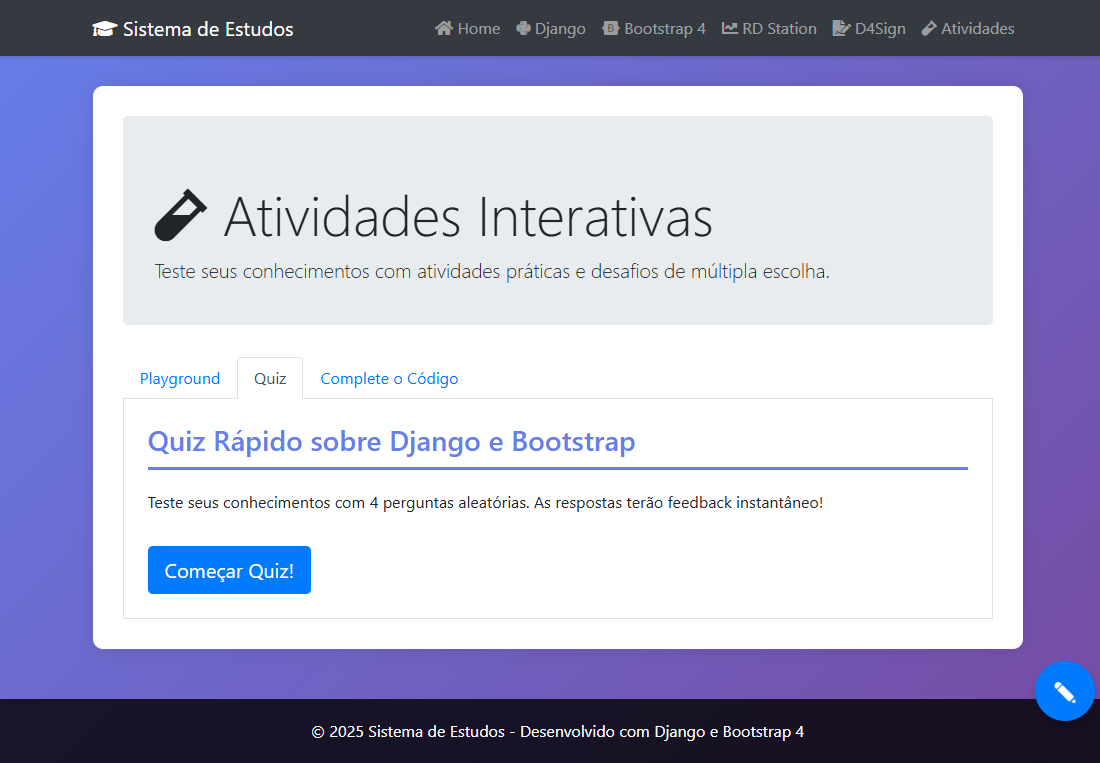 Sistema de Estudos Home Django Bootstrap 4 RD Station D4Sign Atividades
Atividades Interativas
Teste seus conhecimentos com atividades práticas e desafios de múltipla escolha.
Playground Quiz Complete o Código
Quiz Rápido sobre Django e Bootstrap
Teste seus conhecimentos com 4 perguntas aleatórias. As respostas terão feedback instantâneo!
Começar Quiz!
© 2025 Sistema de Estudos - Desenvolvido com Django e Bootstrap 4